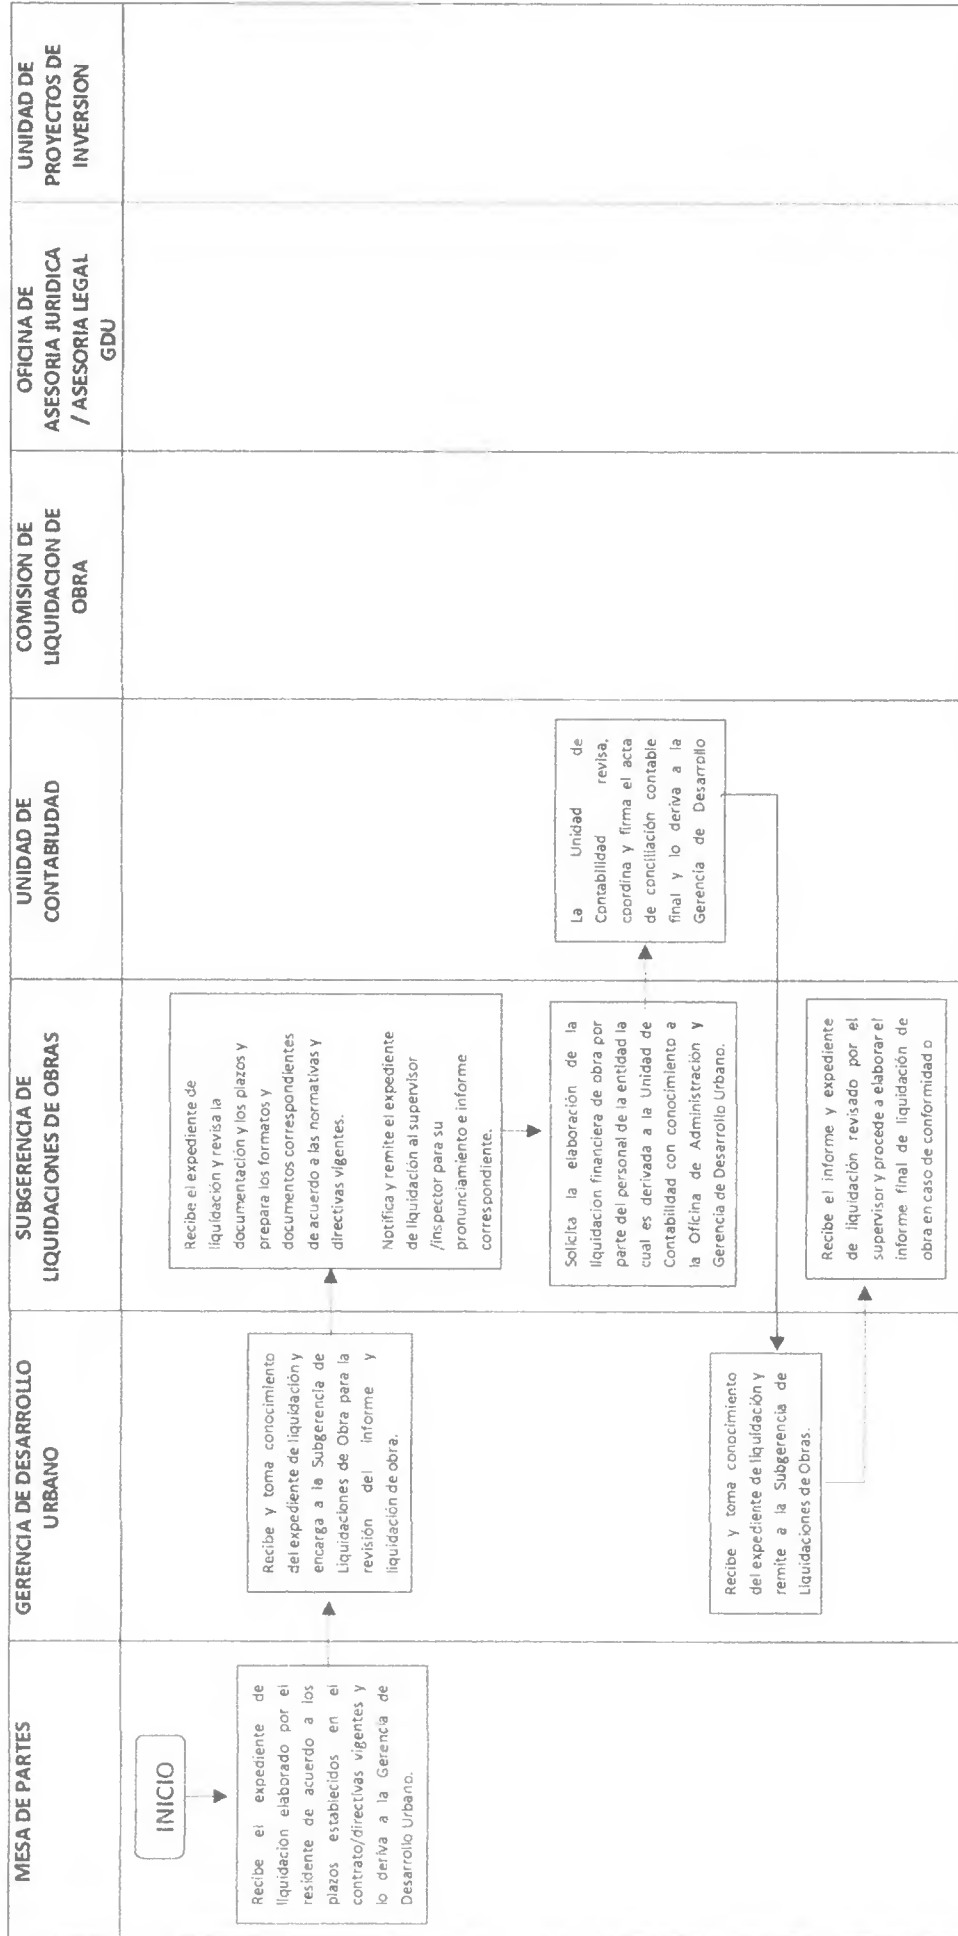 MESA DE PARTES
GERENCIA DE DESARROLLO
URBANO
SUBGERENCIA DE
LIQUIDACIONES DE OBRAS
UNIDAD DE
CONTABILIDAD
COMISION DE
LIQUIDACION DE
OBRA
OFICINA DE
ASESORIA JURIDICA
/ ASESORIA LEGAL
GDU
UNIDAD DE
PROYECTOS DE
INVERSION
INICIO
Recibe el expediente de
liquidación elaborado por el
residente de acuerdo a los
plazos establecidos en el
contrato/directivas vigentes y
lo deriva a la Gerencia de
Desarrollo Urbano.
Recibe y toma conocimiento
del expediente de liquidación y
encarga a la Subgerencia de
Liquidaciones de Obra para la
revisión del informe y
liquidación de obra.
Recibe el expediente de
liquidación y revisa la
documentación y los plazos y
prepara los formatos y
documentos correspondientes
de acuerdo a las normativas y
directivas vigentes.
Notifica y remite el expediente
de liquidación al supervisor
/inspector para su
pronunciamiento e informe
correspondiente.
Solicita la elaboración de la
liquidacion financiera de obra por
parte del personal de la entidad la
cual es derivada a Unidad de
Contabilidad con conocimiento a
la Oficina de Administración y
Gerencia de Desarrollo Urbano.
La Unidad de
Contabilidad revisa,
coordina y firma el acta
de conciliación contable
final y lo deriva a la
Gerencia de Desarrollo
Recibe y toma conocimiento
del expediente de liquidación y
remite a la Subgerencia de
Liquidaciones de Obras.
Recibe el informe y expediente
de liquidación revisado por el
supervisor y procede a elaborar el
informe final de liquidación de
obra en caso de conformidad o